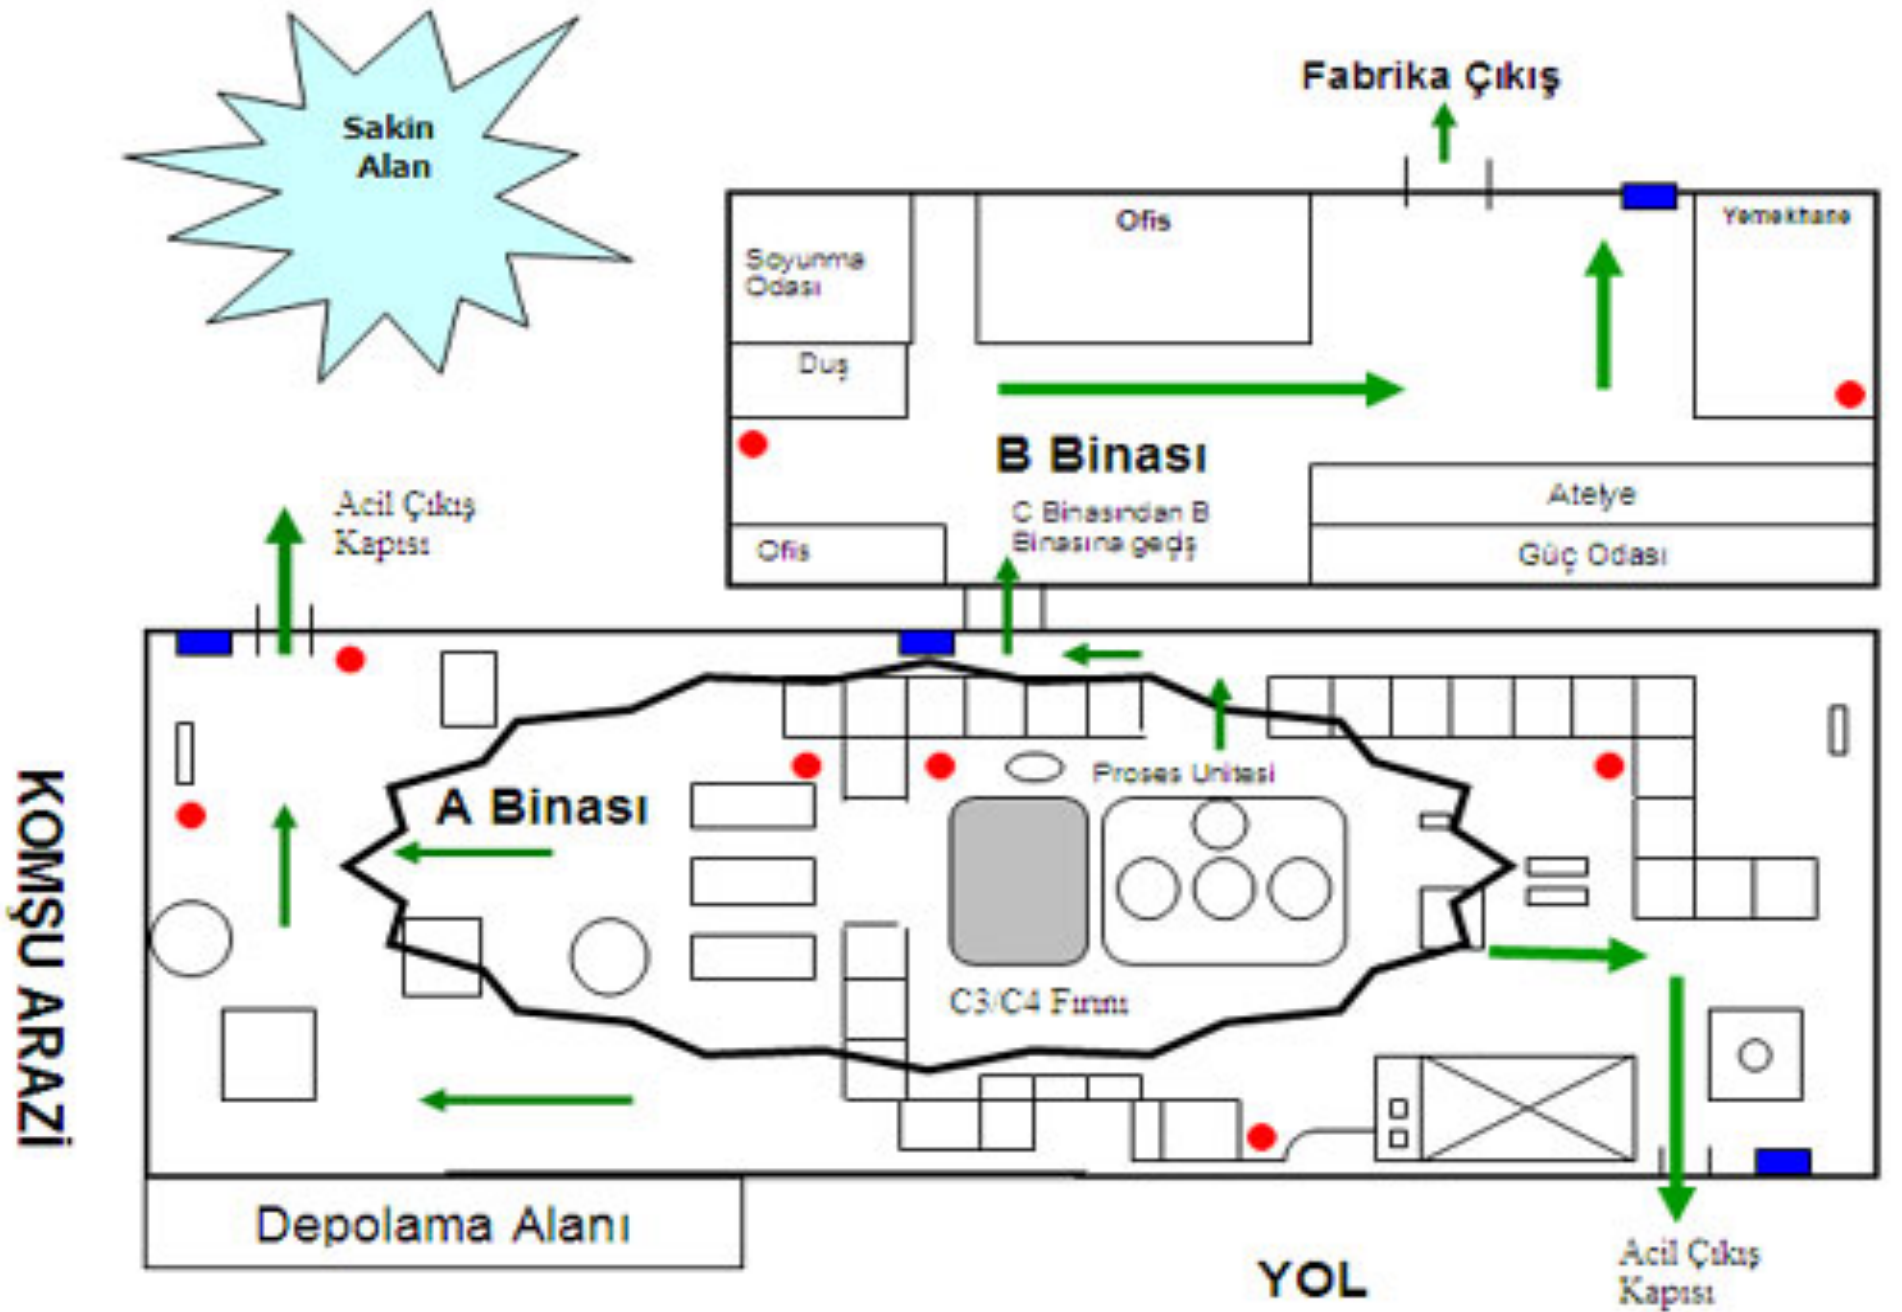 Sakin
Alan
Fabrika Çıkış
Soyunma
Odası
Ofis
Yemekhane
Duş
B Binası
C Binasından B
Binasına geçiş
Ofis
Atelye
Güç Odası
Acil Çıkış
Kapısı
KOMŞU ARAZİ
A Binası
Proses Unitesi
C3/C4 Fırını
Depolama Alanı
YOL
Acil Çıkış
Kapısı